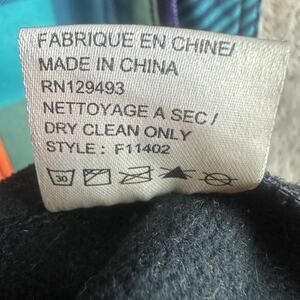 FABRIQUE EN CHINE/
MADE IN CHINA
RN129493
NETTOYAGE A SEC /
DRY CLEAN ONLY
STYLE : F11402
30